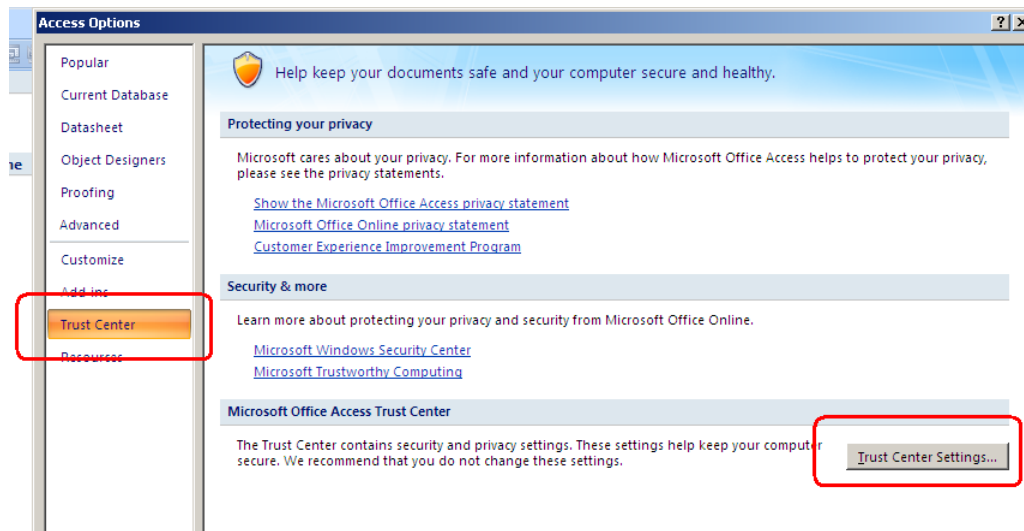 Access Options
Popular
Current Database
Datasheet
Object Designers
Proofing
Advanced
Customize
Add-ins
Trust Center
Resources
Help keep your documents safe and your computer secure and healthy.
Protecting your privacy
Microsoft cares about your privacy. For more information about how Microsoft Office Access helps to protect your privacy,
please see the privacy statements.
Show the Microsoft Office Access privacy statement
Microsoft Office Online privacy statement
Customer Experience Improvement Program
Security & more
Learn more about protecting your privacy and security from Microsoft Office Online.
Microsoft Windows Security Center
Microsoft Trustworthy Computing
Microsoft Office Access Trust Center
The Trust Center contains security and privacy settings. These settings help keep your computer
secure. We recommend that you do not change these settings.
Trust Center Settings...